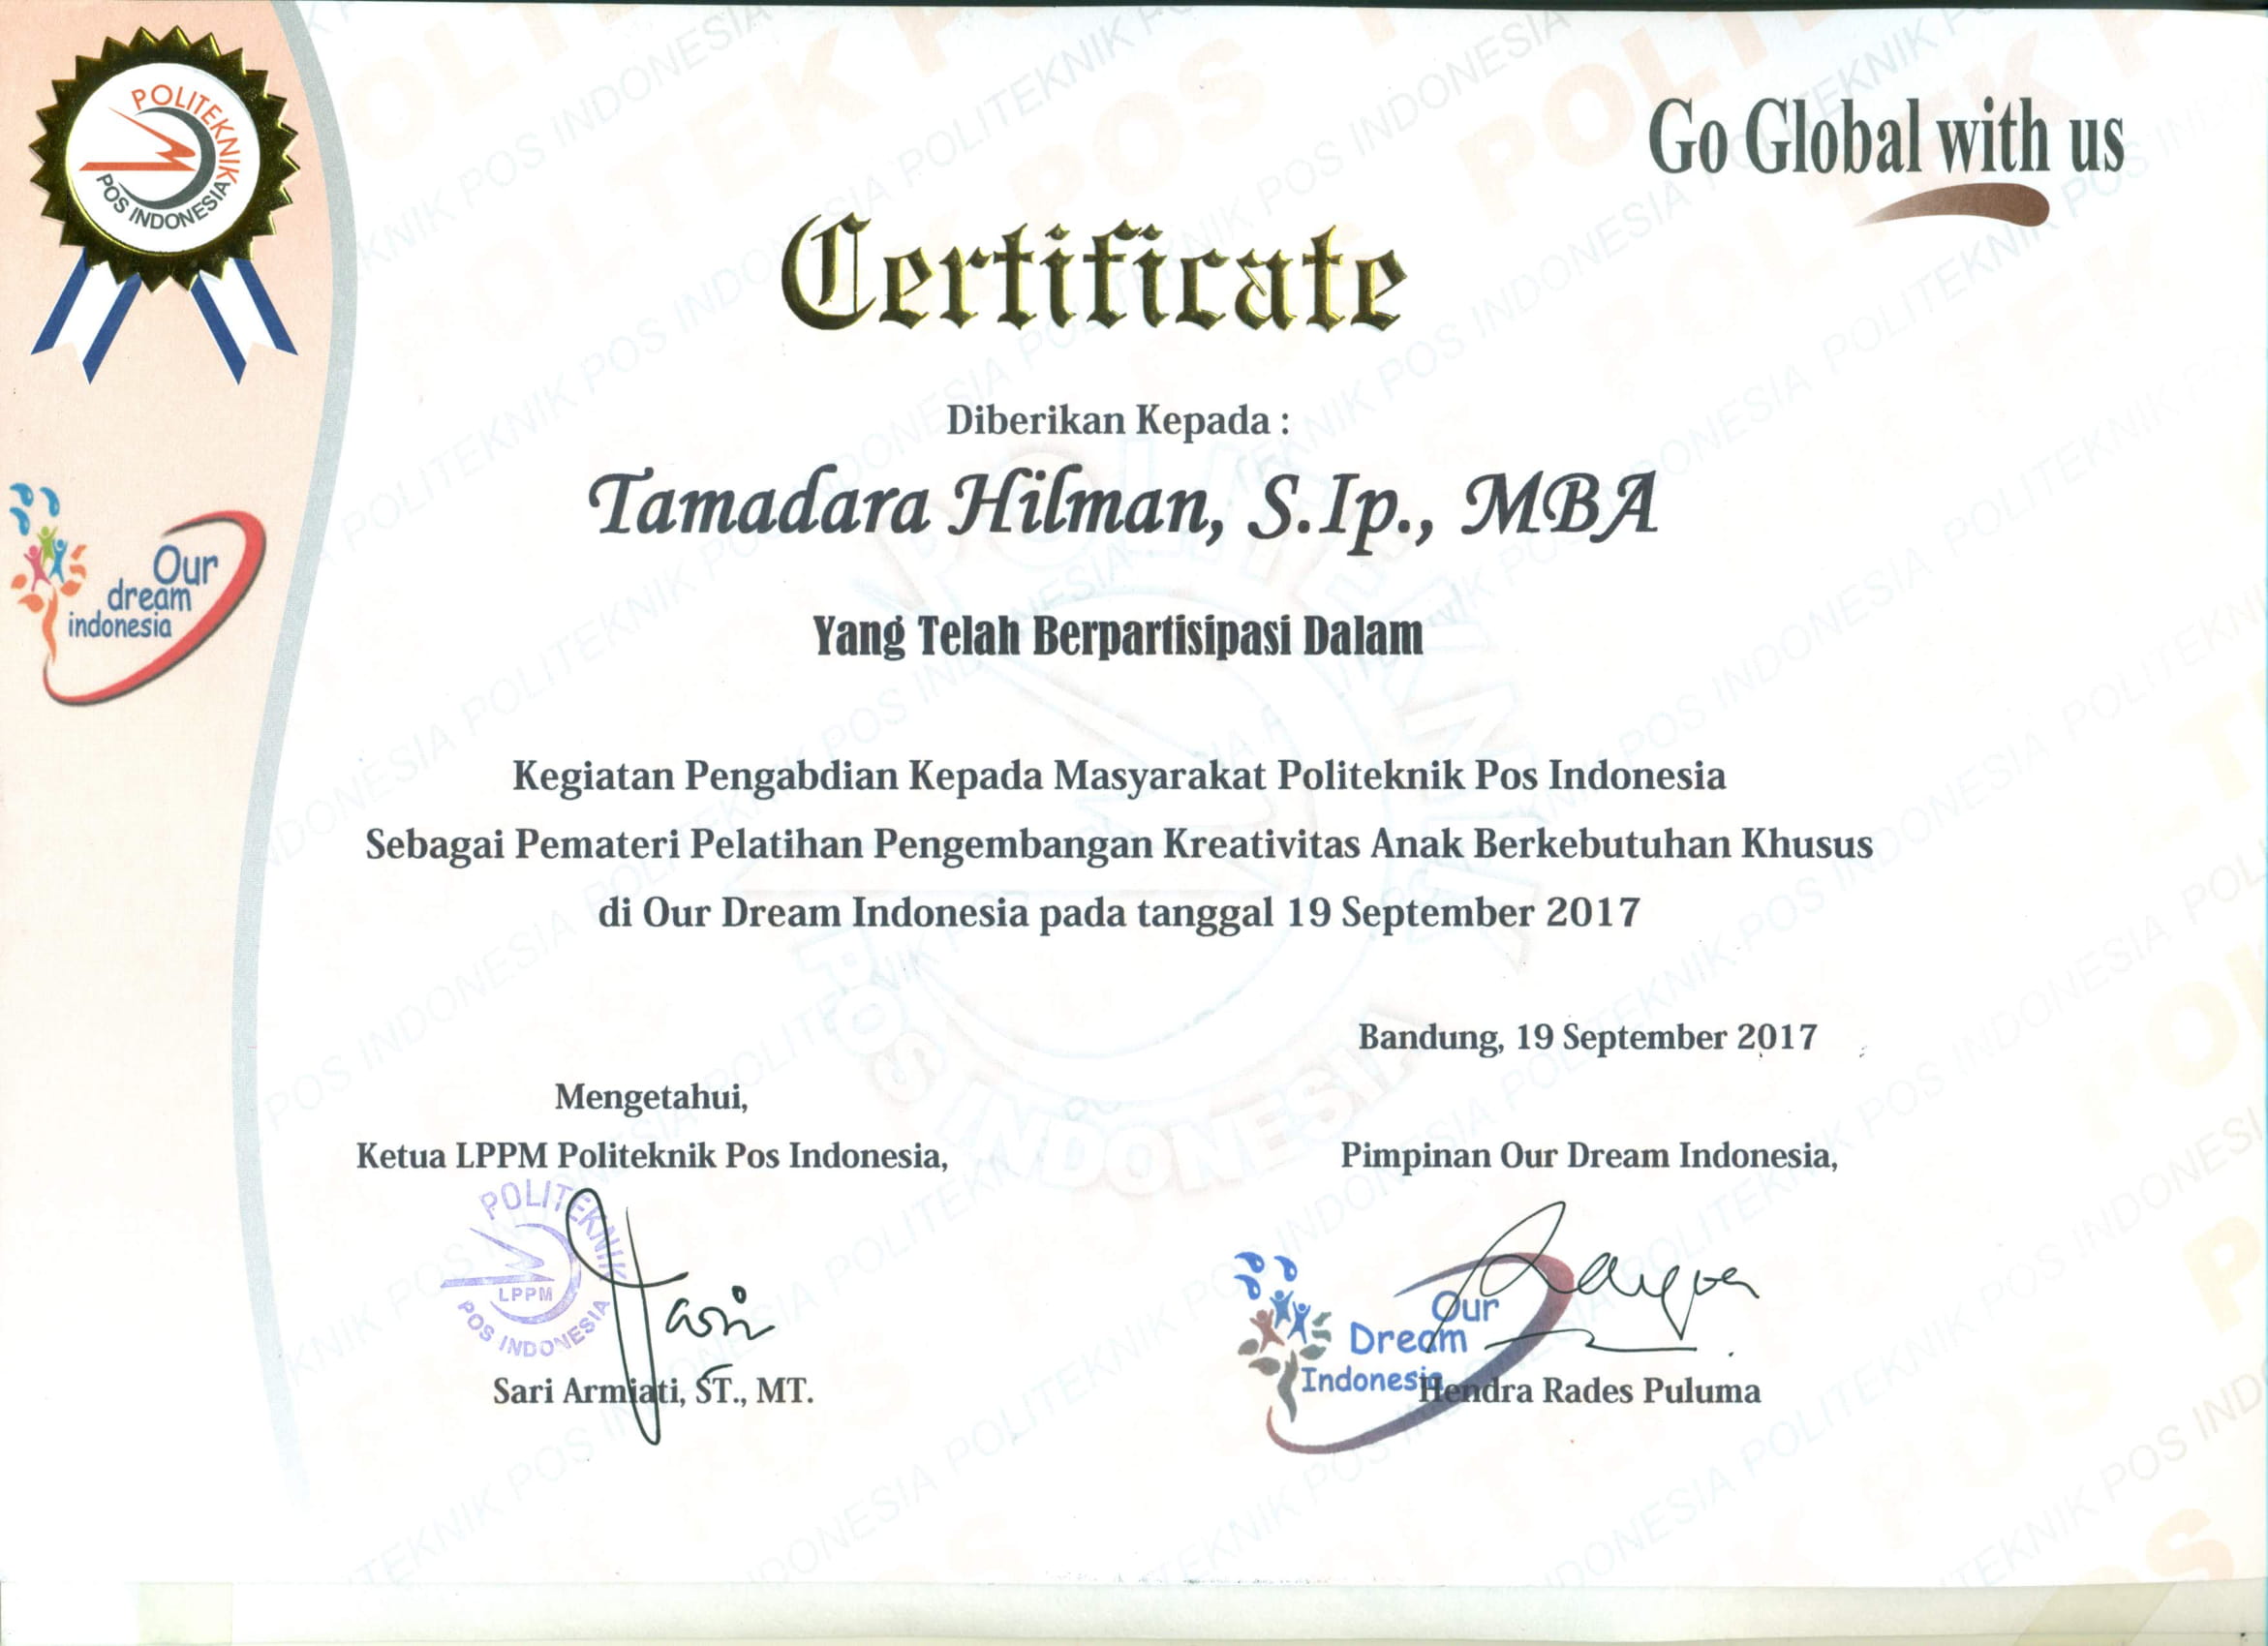 POLITEKNIK
POS INDONESIA
Go Global with us
Certificate
Diberikan Kepada :
Tamadara Hilman, S.Ip., MBA
Our
dream
indonesia
Yang Telah Berpartisipasi Dalam
Kegiatan Pengabdian Kepada Masyarakat Politeknik Pos Indonesia
Sebagai Pemateri Pelatihan Pengembangan Kreativitas Anak Berkebutuhan Khusus
di Our Dream Indonesia pada tanggal 19 September 2017
Bandung, 19 September 2017
Mengetahui,
Ketua LPPM Politeknik Pos Indonesia,
Pimpinan Our Dream Indonesia,
POLITEKNIK
LPPM
POS INDONESIA
Sari
Our
Dream
Indonesia
Sari Armiati, ST., MT.
Hendra Rades Puluma